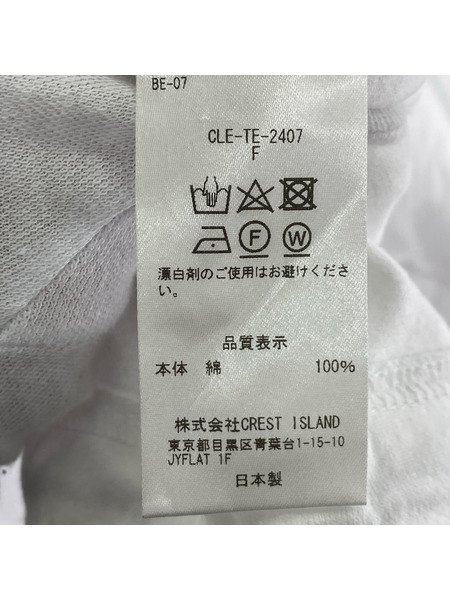 BE-07
CLE-TE-2407
F
F W
漂白剤のご使用はお避けくださ
い。
品質表示
本体 綿 100%
株式会社CREST ISLAND
東京都目黒区青葉台1-15-10
JYFLAT 1F
日本製